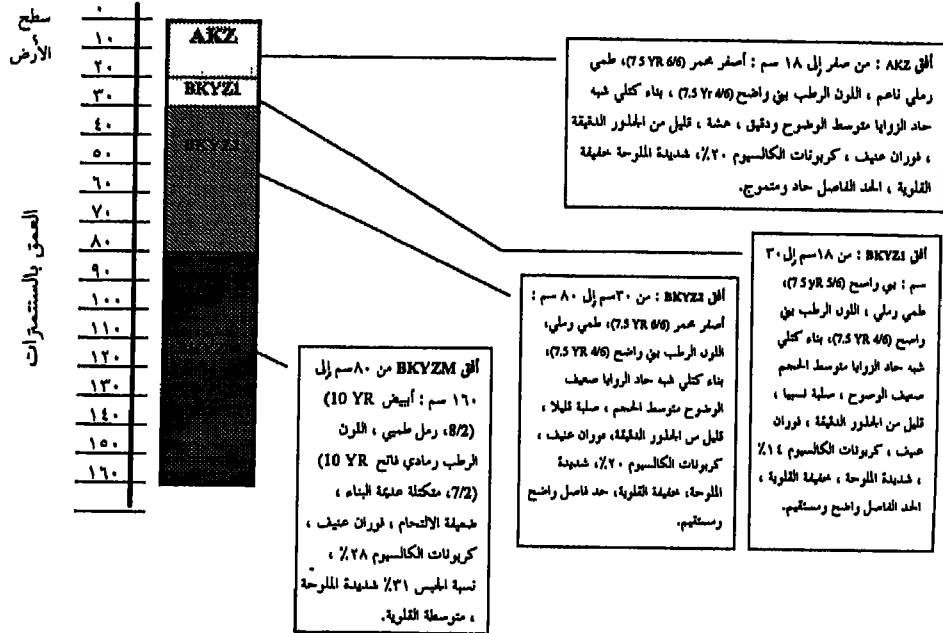 سطح
الأرض
٠
١٠
٢٠
٣٠
٤٠
٥٠
٦٠
٧٠
٨٠
٩٠
١٠٠
١١٠
١٢٠
١٣٠
١٤٠
١٥٠
١٦٠
العمق بالسنتمترات
AKZ
BKYZ1
BKYZ2
أفق AKZ : من صفر إلى ١٨ سم : أصفر محمر (7.5 YR 6/6)، طمي
رملي ناعم ، اللون الرطب بني واضح (7.5 Yr 4/6) ، بناء كتلي شبه
حاد الزوايا متوسط الوضوح ودقيق ، هشة ، قليل من الجذور الدقيقة
، فوران عنيف ، كربونات الكالسيوم ٢٠٪، شديدة الملوحة خفيفة
القلوية ، الحد الفاصل حاد ومتموج.
أفق BKYZ1 : من ١٨سم إلى ٣٠
سم : بني واضح (7.5 yR 5/6)،
طمي رملي ، اللون الرطب بني
واضح (7.5 YR 4/6)، بناء كتلي
شبه حاد الزوايا متوسط الحجم
صعيف الوضوح ، صلبة نسبيا ،
قليل من الجذور الدقيقة ، فوران
عنيف ، كربونات الكالسيوم ١٤٪
، شديدة الملوحة ، خفيفة القلوية ،
الحد الفاصل واضح ومستقيم.
أفق BKYZ2 : من ٣٠سم إلى ٨٠ سم :
أصفر محمر (7.5 YR 6/6)، طمي رملي،
اللون الرطب بني واضح (7.5 YR 4/6)،
بناء كتلي شبه حاد الزوايا صعيف
الوضوح متوسط الحجم ، صلبة قليلا ،
قليل من الجذور الدقيقة، فوران عنيف ،
كربونات الكالسيوم ٢٠٪، شديدة
الملوحة، خفيفة القلوية، حد فاصل واضح
ومستقيم.
أفق BKYZM من ٨٠سم إلى
١٦٠ سم : أبيض (10 YR
8/2)، رمل طميي ، اللون
الرطب رمادي فاتح (10 YR
7/2)، متكتلة عديمة البناء ،
ضعيفة الالتحام ، فوران عنيف ،
كربونات الكالسيوم ٢٨٪ ،
نسبة الجبس ٣١٪ شديدة الملوحة
، متوسطة القلوية.